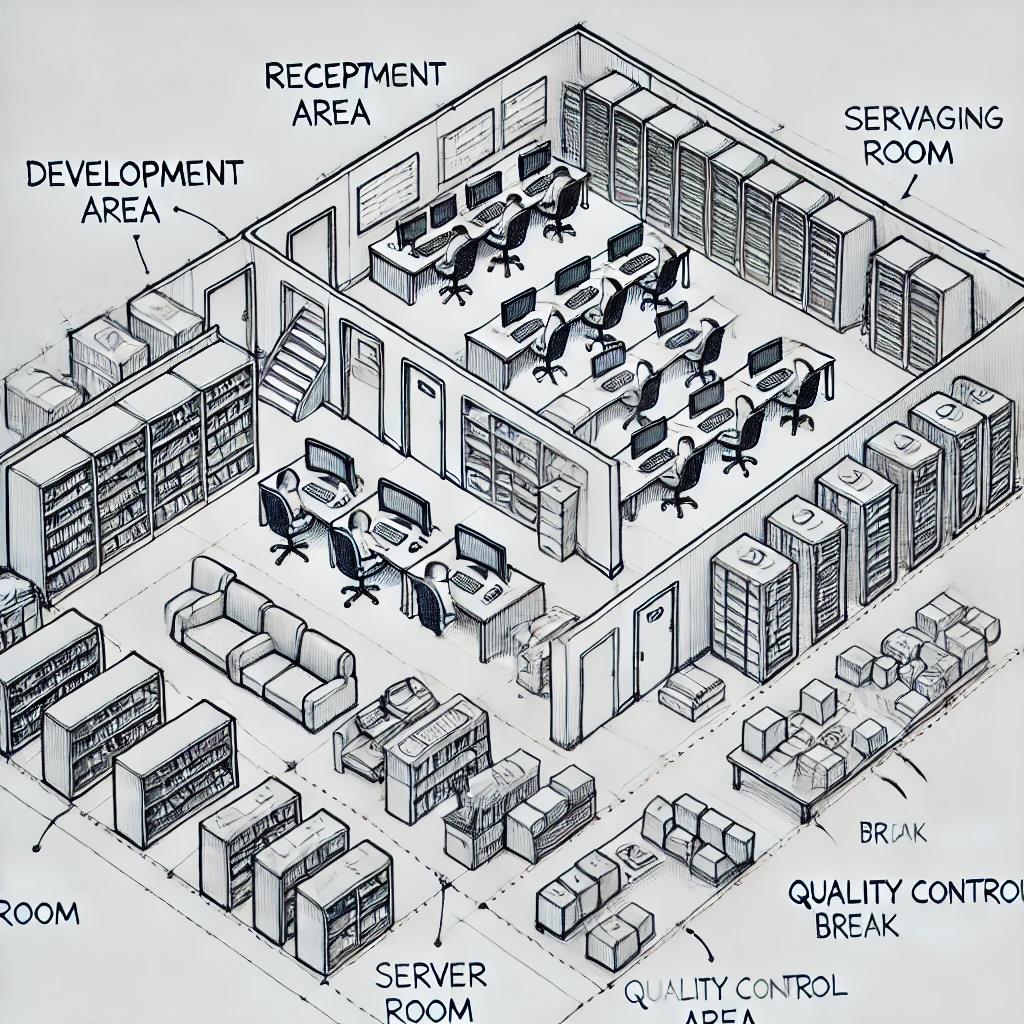 RECEPTMENT
AREA
SERVAGING
ROOM
DEVELOPMENT
AREA
BREAK
QUALITY CONTROL
BREAK
ROOM
SERVER
ROOM
QUALITY CONTROL
AREA